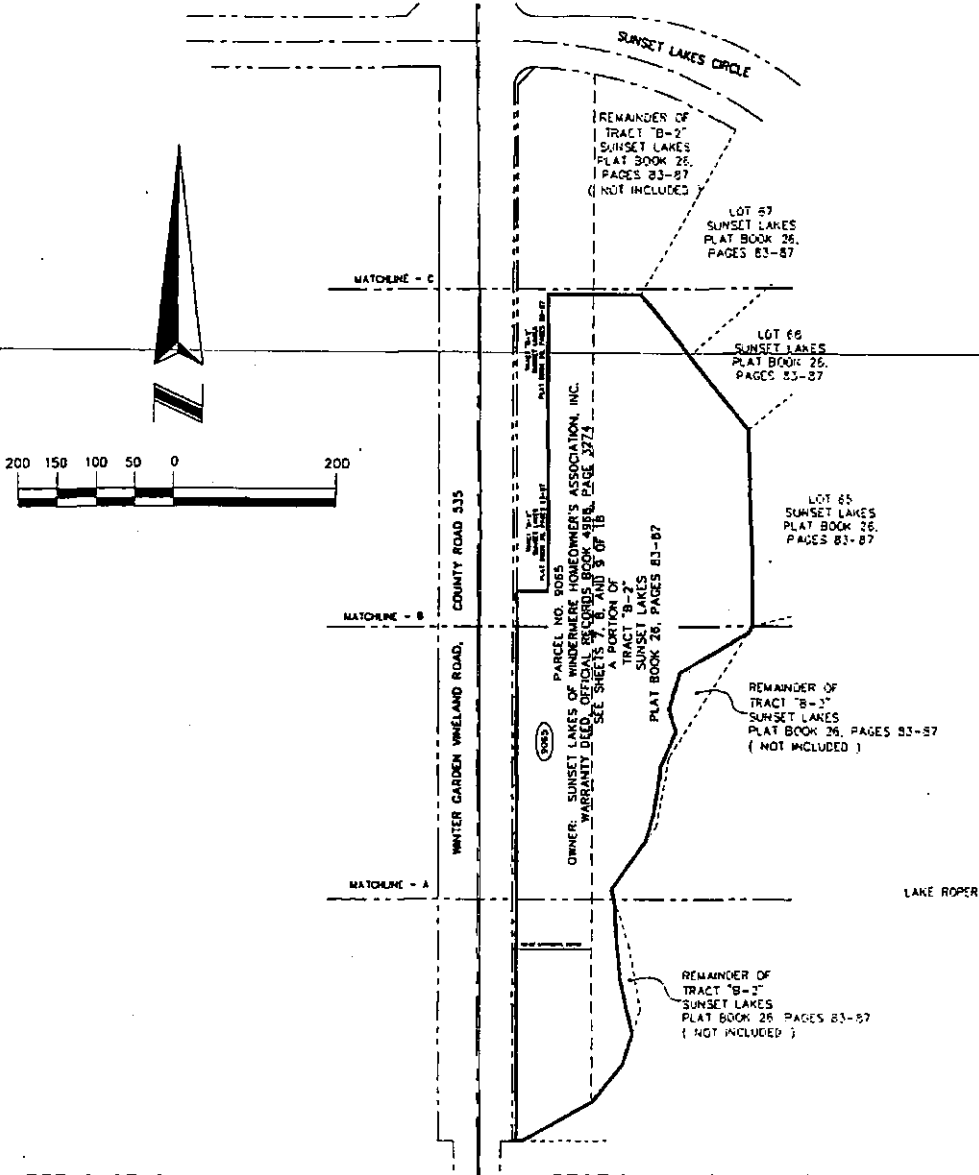 SUNSET LAKES CIRCLE
REMAINDER OF
TRACT "B-2"
SUNSET LAKES
PLAT BOOK 26,
PAGES 83-87
( NOT INCLUDED )
LOT 67
SUNSET LAKES
PLAT BOOK 26,
PAGES 83-87
MATCHLINE - C
LOT 66
SUNSET LAKES
PLAT BOOK 26,
PAGES 83-87
200 150 100 50 0 200
LOT 65
SUNSET LAKES
PLAT BOOK 26,
PAGES 83-87
WINTER GARDEN VINELAND ROAD, COUNTY ROAD 535
MATCHLINE - B
PARCEL NO. 9065
OWNER: SUNSET LAKES OF WINDERMERE HOMEOWNER'S ASSOCIATION, INC.
WARRANTY DEED, OFFICIAL RECORDS BOOK 4956, PAGE 3274
SEE SHEETS 7, 8, AND 9 OF 18
A PORTION OF
TRACT "B-2"
SUNSET LAKES
PLAT BOOK 26, PAGES 83-87
9065
REMAINDER OF
TRACT "B-2"
SUNSET LAKES
PLAT BOOK 26, PAGES 83-87
( NOT INCLUDED )
MATCHLINE - A
LAKE ROPER
REMAINDER OF
TRACT "B-2"
SUNSET LAKES
PLAT BOOK 26 PAGES 83-87
( NOT INCLUDED )